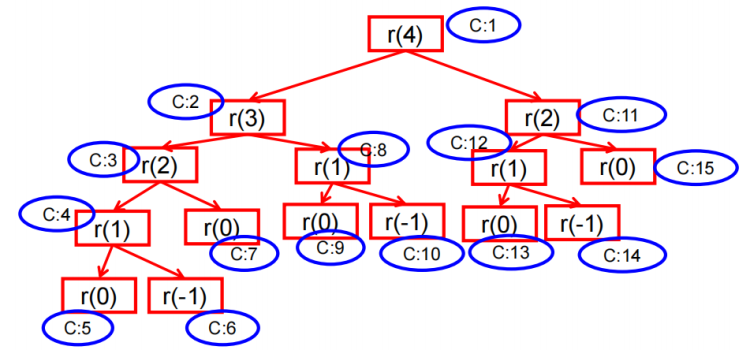 r(4) C:1
C:2 r(3) r(2) C:11
C:3 r(2) r(1) C:8 C:12 r(1) r(0) C:15
C:4 r(1) r(0) C:7 r(0) C:9 r(-1) C:10 r(0) C:13 r(-1) C:14
r(0) C:5 r(-1) C:6